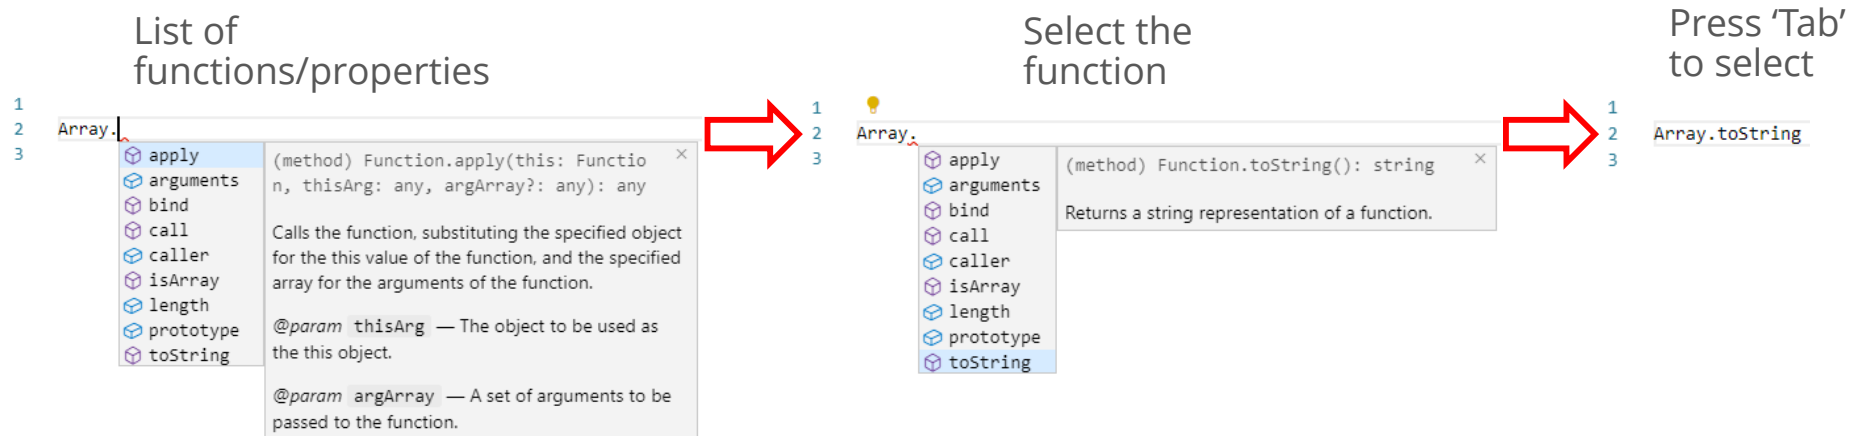 List of
functions/properties
1
2 Array.
3
apply
arguments
bind
call
caller
isArray
length
prototype
toString
(method) Function.apply(this: Functio
n, thisArg: any, argArray?: any): any
Calls the function, substituting the specified object
for the this value of the function, and the specified
array for the arguments of the function.
@param thisArg — The object to be used as
the this object.
@param argArray — A set of arguments to be
passed to the function.
Select the
function
1
2 Array.
3
apply
arguments
bind
call
caller
isArray
length
prototype
toString
(method) Function.toString(): string
Returns a string representation of a function.
Press ‘Tab’
to select
1
2 Array.toString
3